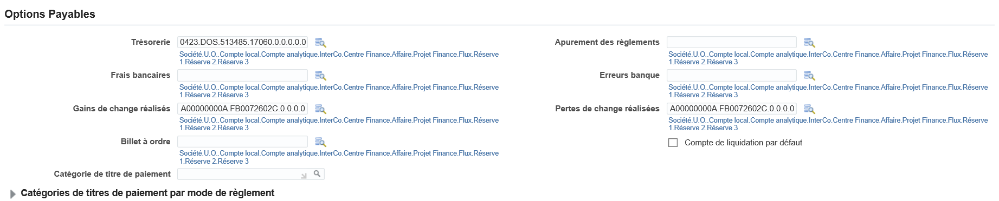 Options Payables
Trésorerie 0423.DOS.513485.17060.0.0.0.0.0
Société.U.O..Compte local.Compte analytique.InterCo.Centre Finance.Affaire.Projet Finance.Flux.Réserve
1.Réserve 2.Réserve 3
Apurement des règlements
Société.U.O..Compte local.Compte analytique.InterCo.Centre Finance.Affaire.Projet Finance.Flux.Réserve
1.Réserve 2.Réserve 3
Frais bancaires
Société.U.O..Compte local.Compte analytique.InterCo.Centre Finance.Affaire.Projet Finance.Flux.Réserve
1.Réserve 2.Réserve 3
Erreurs banque
Société.U.O..Compte local.Compte analytique.InterCo.Centre Finance.Affaire.Projet Finance.Flux.Réserve
1.Réserve 2.Réserve 3
Gains de change réalisés A00000000A.FB0072602C.0.0.0.0
Société.U.O..Compte local.Compte analytique.InterCo.Centre Finance.Affaire.Projet Finance.Flux.Réserve
1.Réserve 2.Réserve 3
Pertes de change réalisées A00000000A.FB0072602C.0.0.0.0
Société.U.O..Compte local.Compte analytique.InterCo.Centre Finance.Affaire.Projet Finance.Flux.Réserve
1.Réserve 2.Réserve 3
Billet à ordre
Société.U.O..Compte local.Compte analytique.InterCo.Centre Finance.Affaire.Projet Finance.Flux.Réserve
1.Réserve 2.Réserve 3
Compte de liquidation par défaut
Catégorie de titre de paiement
Catégories de titres de paiement par mode de règlement